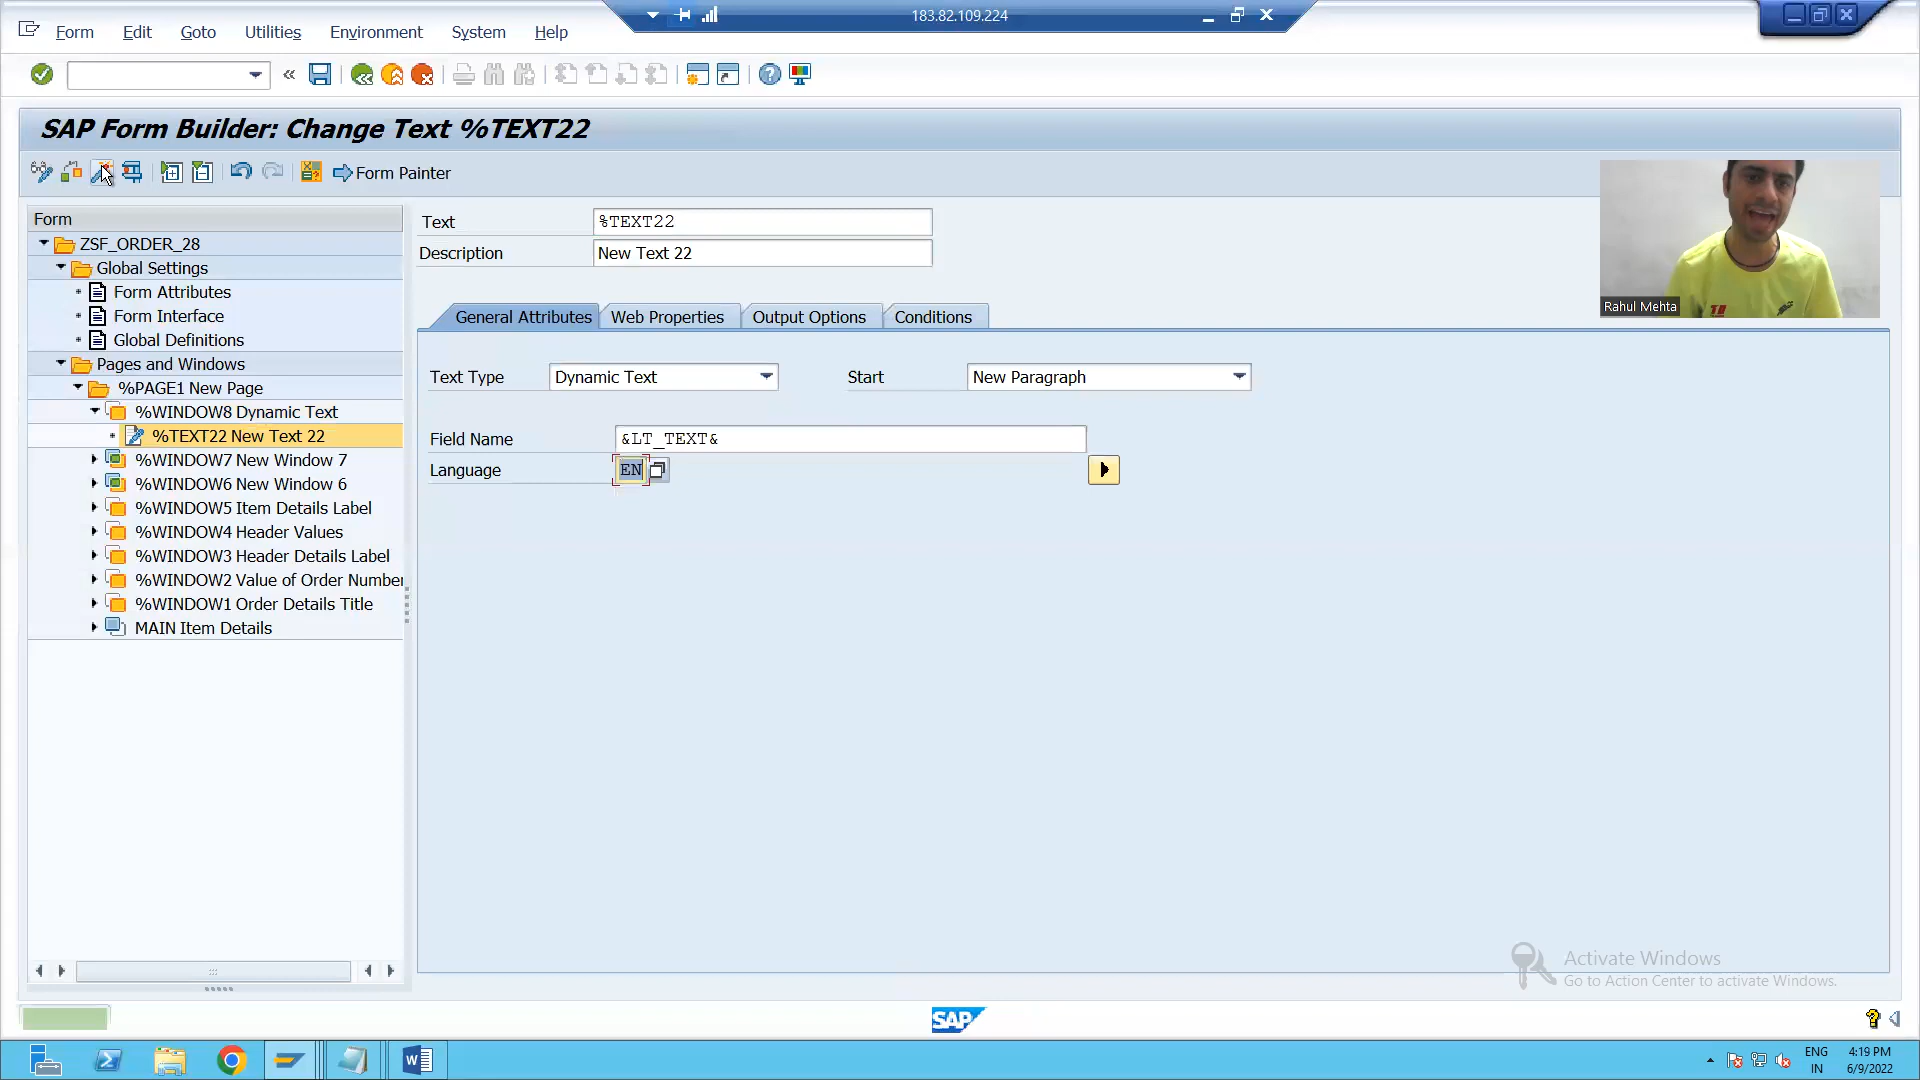 183.82.109.224
Form Edit Goto Utilities Environment System Help
SAP Form Builder: Change Text %TEXT22
Form Painter
Form
ZSF_ORDER_28
Global Settings
Form Attributes
Form Interface
Global Definitions
Pages and Windows
%PAGE1 New Page
%WINDOW8 Dynamic Text
%TEXT22 New Text 22
%WINDOW7 New Window 7
%WINDOW6 New Window 6
%WINDOW5 Item Details Label
%WINDOW4 Header Values
%WINDOW3 Header Details Label
%WINDOW2 Value of Order Number
%WINDOW1 Order Details Title
MAIN Item Details
Text %TEXT22
Description New Text 22
General Attributes Web Properties Output Options Conditions
Text Type Dynamic Text Start New Paragraph
Field Name &LT_TEXT&
Language EN
Rahul Mehta
Activate Windows
Go to Action Center to activate Windows.
SAP
ENG 4:19 PM
IN 6/9/2022